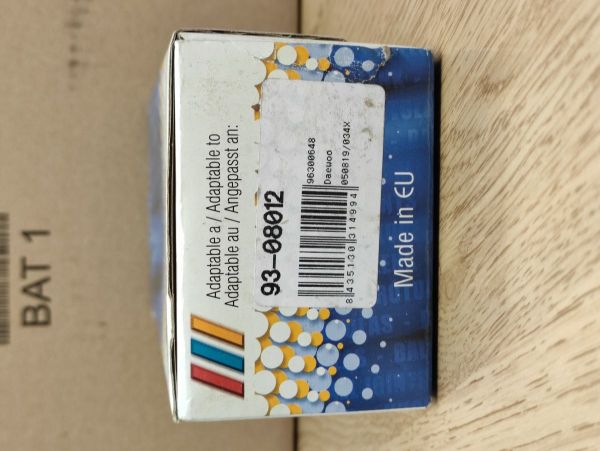 Adaptable a / Adaptable to
Adaptable au / Angepasst an:
93-08012
96300648
Daewoo
050819/034X
8 435130 314994
Made in EU
BAT 1